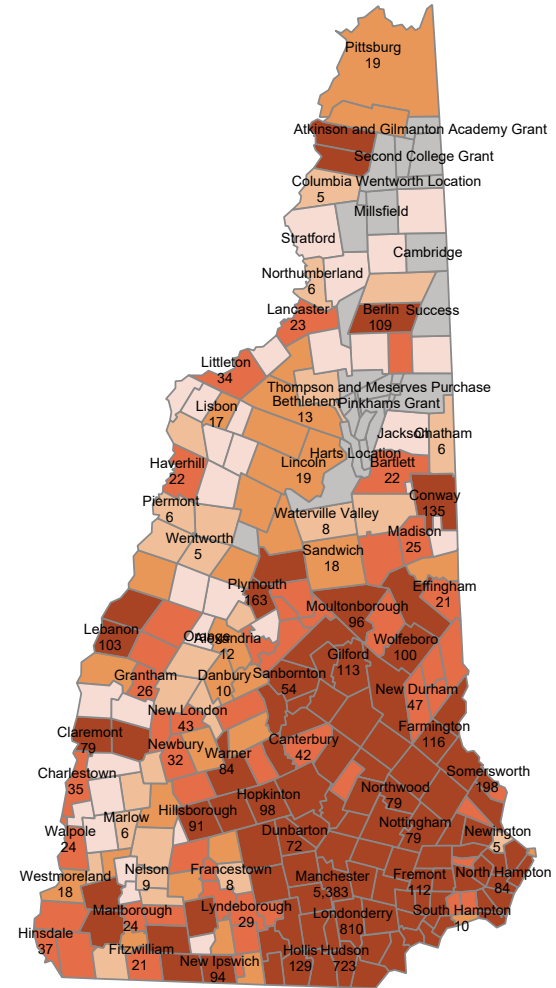 Pittsburg
19
Atkinson and Gilmanton Academy Grant
Second College Grant
Columbia
5
Wentworth Location
Millsfield
Stratford
Cambridge
Northumberland
6
Lancaster
23
Berlin
109
Success
Littleton
34
Thompson and Meserves Purchase
Bethlehem
13
Pinkhams Grant
Lisbon
17
Jackson
Chatham
6
Harts Location
Haverhill
22
Lincoln
19
Bartlett
22
Conway
135
Piermont
6
Waterville Valley
8
Madison
25
Wentworth
5
Sandwich
18
Plymouth
163
Effingham
21
Moultonborough
96
Lebanon
103
Orange
Alexandria
12
Wolfeboro
100
Gilford
113
Grantham
26
Danbury
10
Sanbornton
54
New Durham
47
New London
43
Claremont
79
Canterbury
42
Farmington
116
Newbury
32
Warner
84
Charlestown
35
Somersworth
198
Hopkinton
98
Northwood
79
Hillsborough
91
Marlow
6
Walpole
24
Dunbarton
72
Nottingham
79
Newington
5
Westmoreland
18
Nelson
9
Francestown
8
Manchester
5,383
Fremont
112
North Hampton
84
Marlborough
24
Lyndeborough
29
Londonderry
810
South Hampton
10
Hinsdale
37
Fitzwilliam
21
New Ipswich
94
Hollis
129
Hudson
723